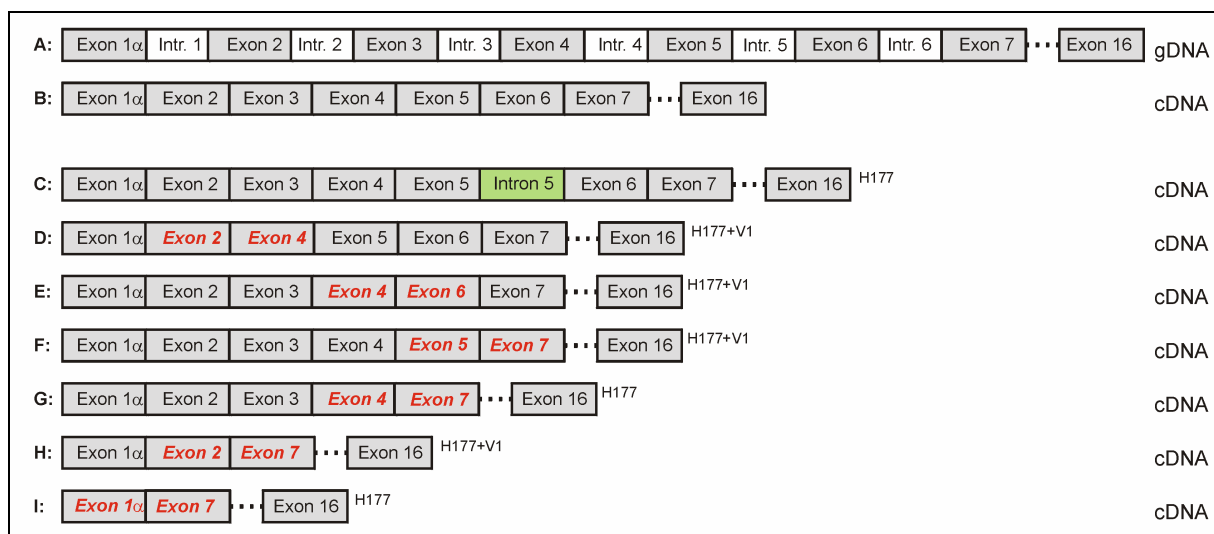 A: Exon 1α Intr. 1 Exon 2 Intr. 2 Exon 3 Intr. 3 Exon 4 Intr. 4 Exon 5 Intr. 5 Exon 6 Intr. 6 Exon 7 Exon 16 gDNA
B: Exon 1α Exon 2 Exon 3 Exon 4 Exon 5 Exon 6 Exon 7 Exon 16 cDNA
C: Exon 1α Exon 2 Exon 3 Exon 4 Exon 5 Intron 5 Exon 6 Exon 7 Exon 16 H177 cDNA
D: Exon 1α Exon 2 Exon 4 Exon 5 Exon 6 Exon 7 Exon 16 H177+V1 cDNA
E: Exon 1α Exon 2 Exon 3 Exon 4 Exon 6 Exon 7 Exon 16 H177+V1 cDNA
F: Exon 1α Exon 2 Exon 3 Exon 4 Exon 5 Exon 7 Exon 16 H177+V1 cDNA
G: Exon 1α Exon 2 Exon 3 Exon 4 Exon 7 Exon 16 H177 cDNA
H: Exon 1α Exon 2 Exon 7 Exon 16 H177+V1 cDNA
I: Exon 1α Exon 7 Exon 16 H177 cDNA